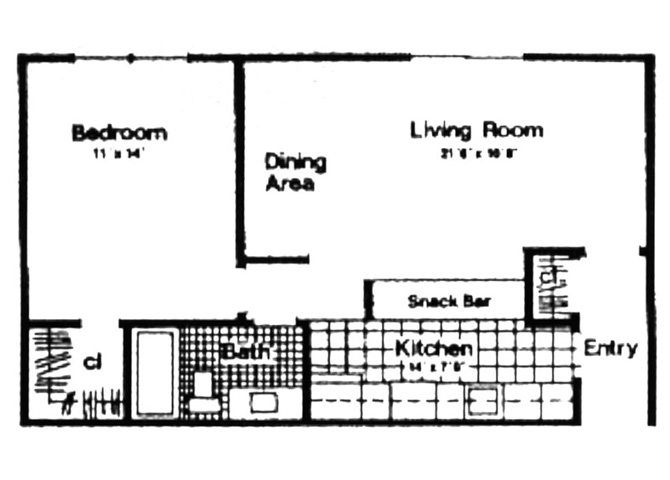 Bedroom
11' x 14'
Living Room
21'6" x 16'8"
Dining
Area
cl.
Snack Bar
cl
Bath
Kitchen
14' x 7'6"
Entry